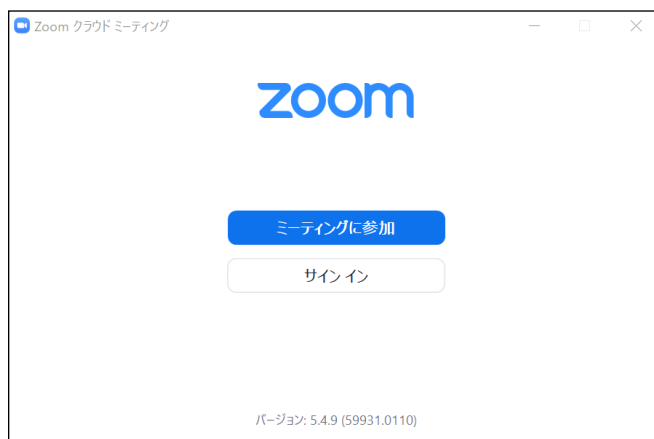 Zoom クラウド ミーティング
zoom
ミーティングに参加
サイン イン
バージョン: 5.4.9 (59931.0110)